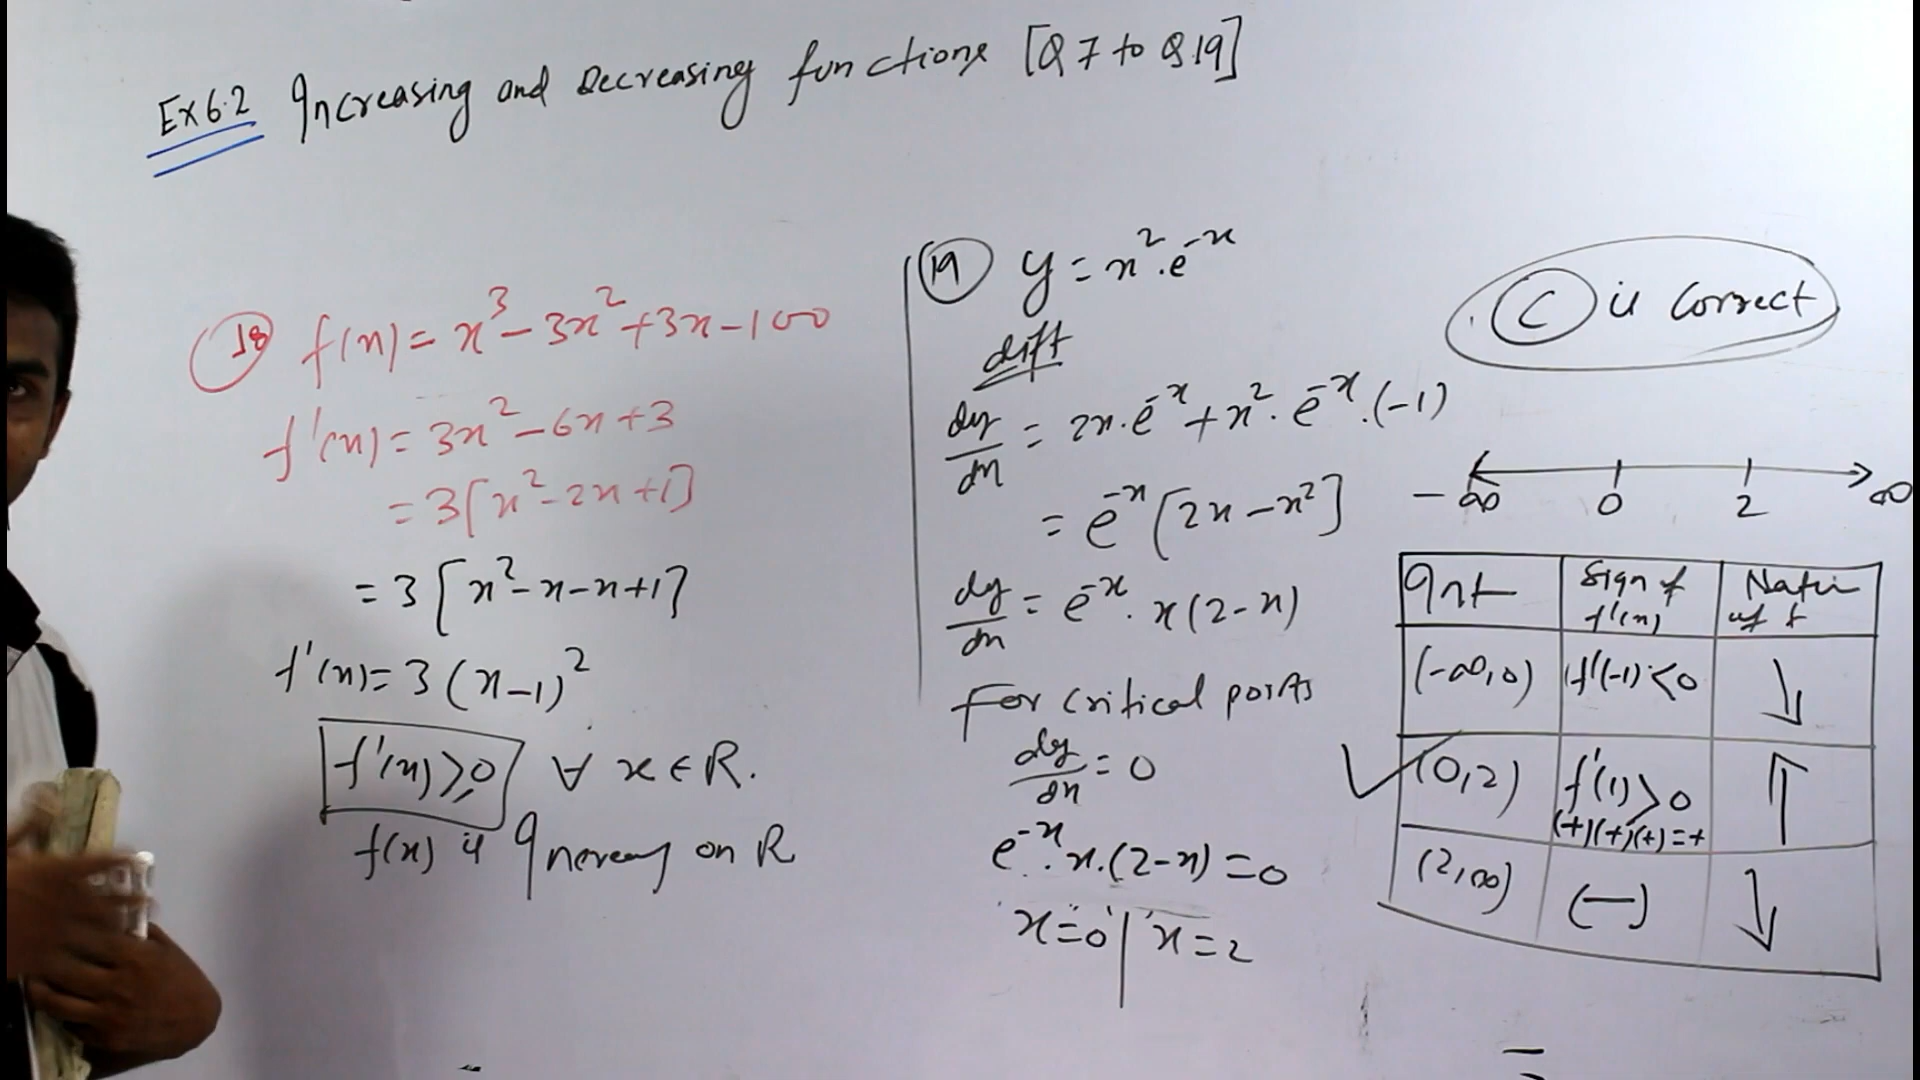 Ex 6.2 Increasing and Decreasing functions [Q 7 to Q.19]
18 f(x) = x³ - 3x² + 3x - 100
f'(x) = 3x² - 6x + 3
= 3[x² - 2x + 1]
= 3[x² - x - x + 1]
f'(x) = 3(x-1)²
f'(x) ≥ 0 ∀ x ∈ R.
f(x) is on R
19 y = x² . e⁻ˣ
diff
dy/dx = 2x . e⁻ˣ + x² . e⁻ˣ . (-1)
= e⁻ˣ [2x - x²]
dy/dx = e⁻ˣ . x(2-x)
For critical points
dy/dx = 0
e⁻ˣ . x . (2-x) = 0
x = 0 | x = 2
C is correct
-∞ 0 2 ∞
Int Sign of f'(x) of f
(-∞,0) f'(-1) < 0 ↓
✓ (0,2) f'(1) > 0 (+)(+)(+) = + ↑
(2,∞) (-) ↓